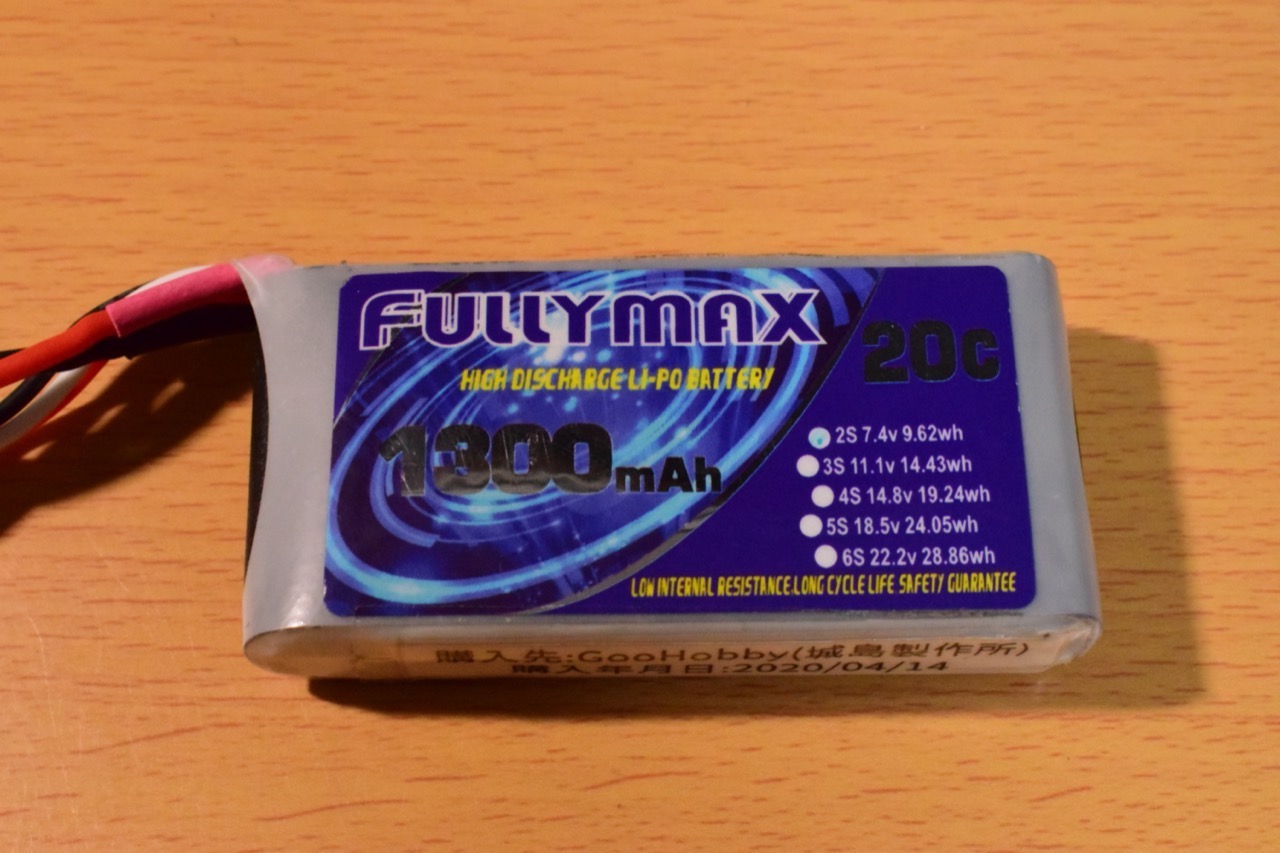 FULLYMAX
20C
HIGH DISCHARGE LI-PO BATTERY
1300mAh
2S 7.4v 9.62wh
3S 11.1v 14.43wh
4S 14.8v 19.24wh
5S 18.5v 24.05wh
6S 22.2v 28.86wh
LOW INTERNAL RESISTANCE.LONG CYCLE LIFE SAFETY GUARANTEE
購入先:GooHobby(城島製作所)
購入年月日:2020/04/14